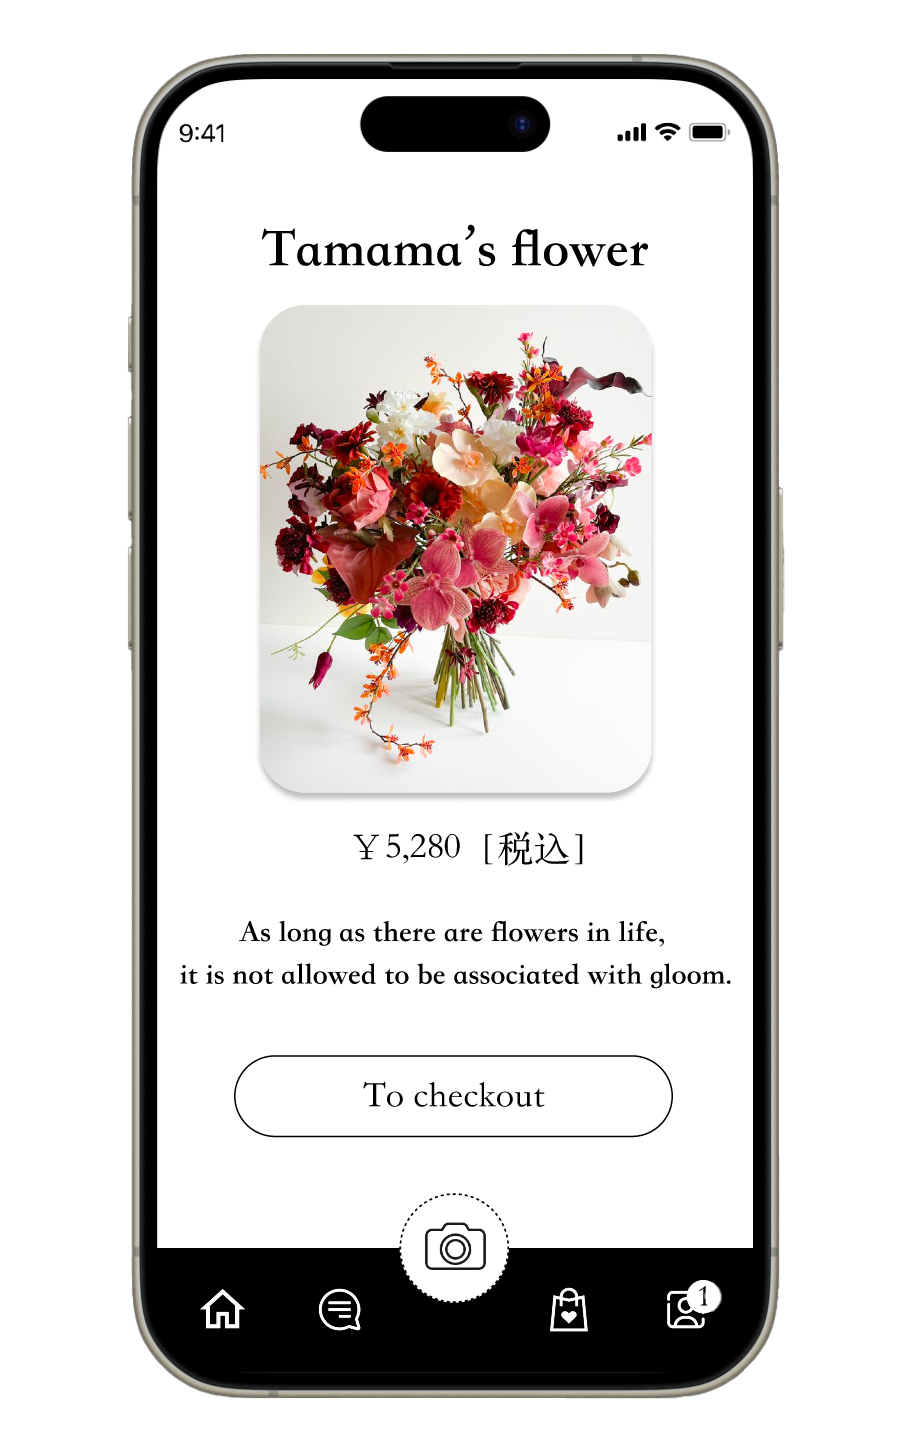 9:41
Tamama’s flower
￥5,280 [税込]
As long as there are flowers in life,
it is not allowed to be associated with gloom.
To checkout
1